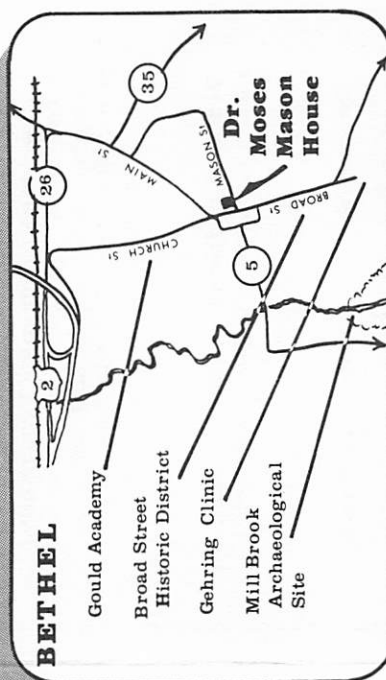 BETHEL
Gould Academy
Broad Street
Historic District
Gehring Clinic
Mill Brook
Archaeological
Site
2
26
35
5
CHURCH St
MAIN St
MASON St
BROAD St
Dr.
Moses
Mason
House